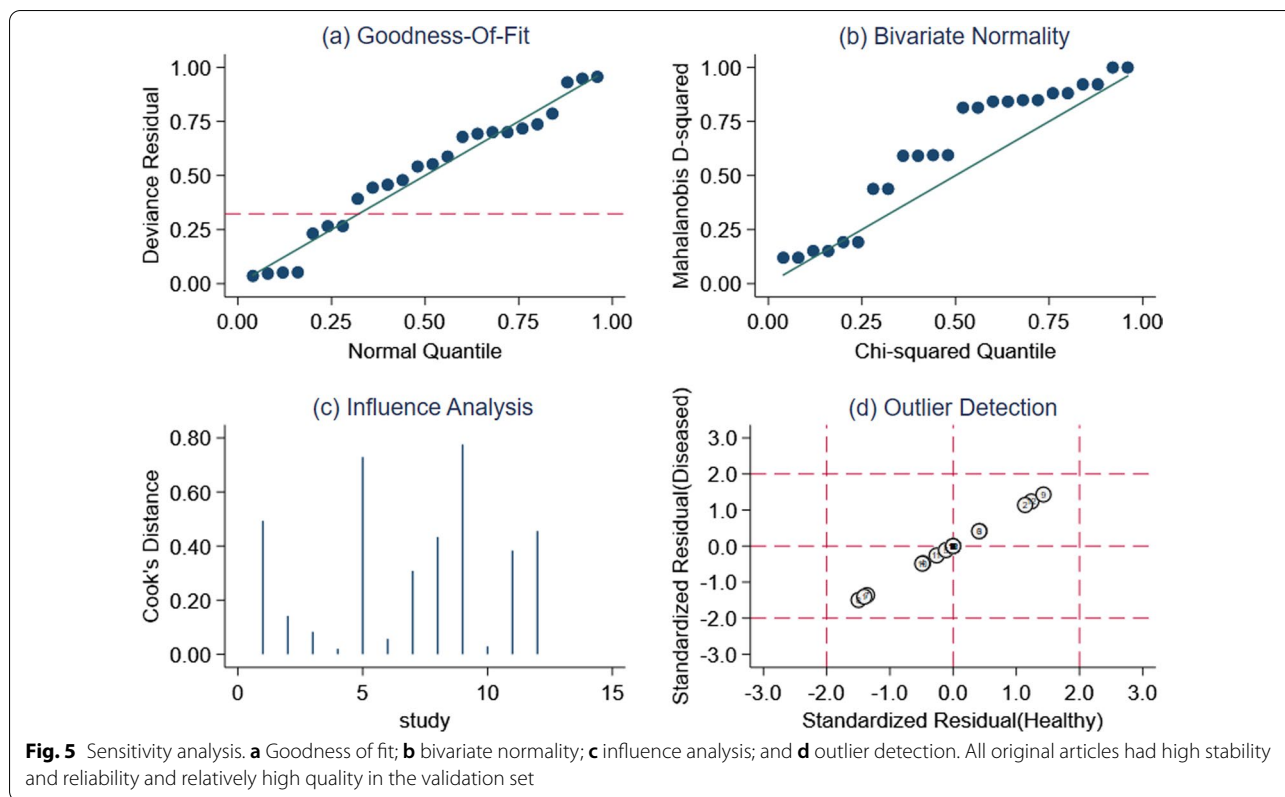 (a) Goodness-Of-Fit
Deviance Residual
1.00
0.75
0.50
0.25
0.00
0.00 0.25 0.50 0.75 1.00
Normal Quantile
(b) Bivariate Normality
Mahalanobis D-squared
1.00
0.75
0.50
0.25
0.00
0.00 0.25 0.50 0.75 1.00
Chi-squared Quantile
(c) Influence Analysis
Cook's Distance
0.80
0.60
0.40
0.20
0.00
0 5 10 15
study
(d) Outlier Detection
Standardized Residual(Diseased)
3.0
2.0
1.0
0.0
-1.0
-2.0
-3.0
9
2
8
-3.0 -2.0 -1.0 0.0 1.0 2.0 3.0
Standardized Residual(Healthy)
Fig. 5 Sensitivity analysis. a Goodness of fit; b bivariate normality; c influence analysis; and d outlier detection. All original articles had high stability
and reliability and relatively high quality in the validation set